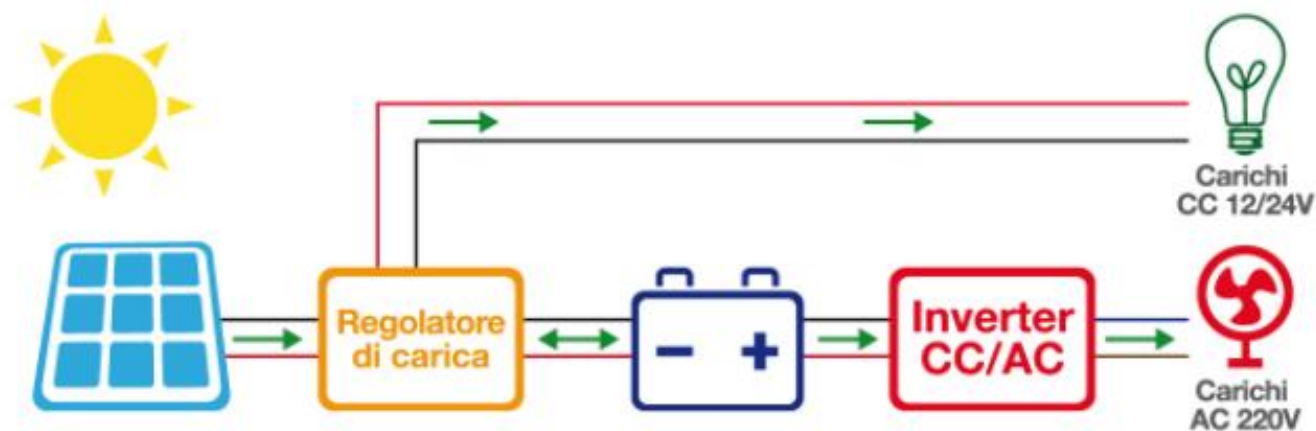 Carichi
CC 12/24V
Regolatore
di carica
Inverter
CC/AC
Carichi
AC 220V